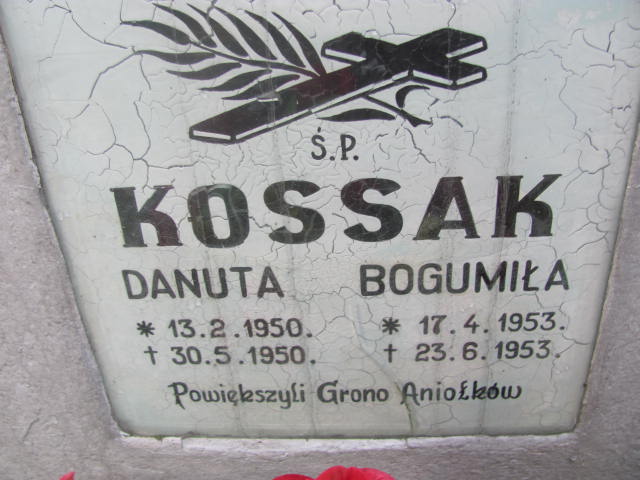 Ś.P.
KOSSAK
DANUTA BOGUMIŁA
* 13.2.1950. * 17.4.1953.
† 30.5.1950. † 23.6.1953.
Powiększyli Grono Aniołków